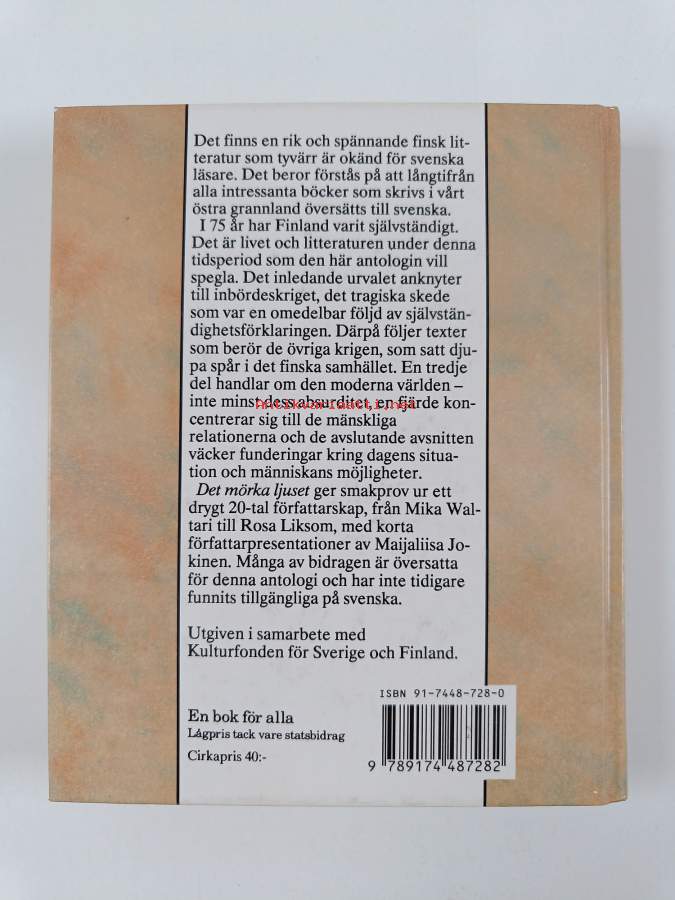 Det finns en rik och spännande finsk lit-
teratur som tyvärr är okänd för svenska
läsare. Det beror förstås på att långtifrån
alla intressanta böcker som skrivs i vårt
östra grannland översätts till svenska.
I 75 år har Finland varit självständigt.
Det är livet och litteraturen under denna
tidsperiod som den här antologin vill
spegla. Det inledande urvalet anknyter
till inbördeskriget, det tragiska skede
som var en omedelbar följd av självstän-
dighetsförklaringen. Därpå följer texter
som berör de övriga krigen, som satt dju-
pa spår i det finska samhället. En tredje
del handlar om den moderna världen –
inte minst dess absurditet, en fjärde kon-
Antikvariaatti.net
centrerar sig till de mänskliga
relationerna och de avslutande avsnitten
väcker funderingar kring dagens situa-
tion och människans möjligheter.
Det mörka ljuset ger smakprov ur ett
drygt 20-tal författarskap, från Mika Wal-
tari till Rosa Liksom, med korta
författarpresentationer av Maijaliisa Jo-
kinen. Många av bidragen är översatta
för denna antologi och har inte tidigare
funnits tillgängliga på svenska.
Utgiven i samarbete med
Kulturfonden för Sverige och Finland.
ISBN 91-7448-728-0
En bok för alla
Lågpris tack vare statsbidrag
Cirkapris 40:-
9 789174 487282